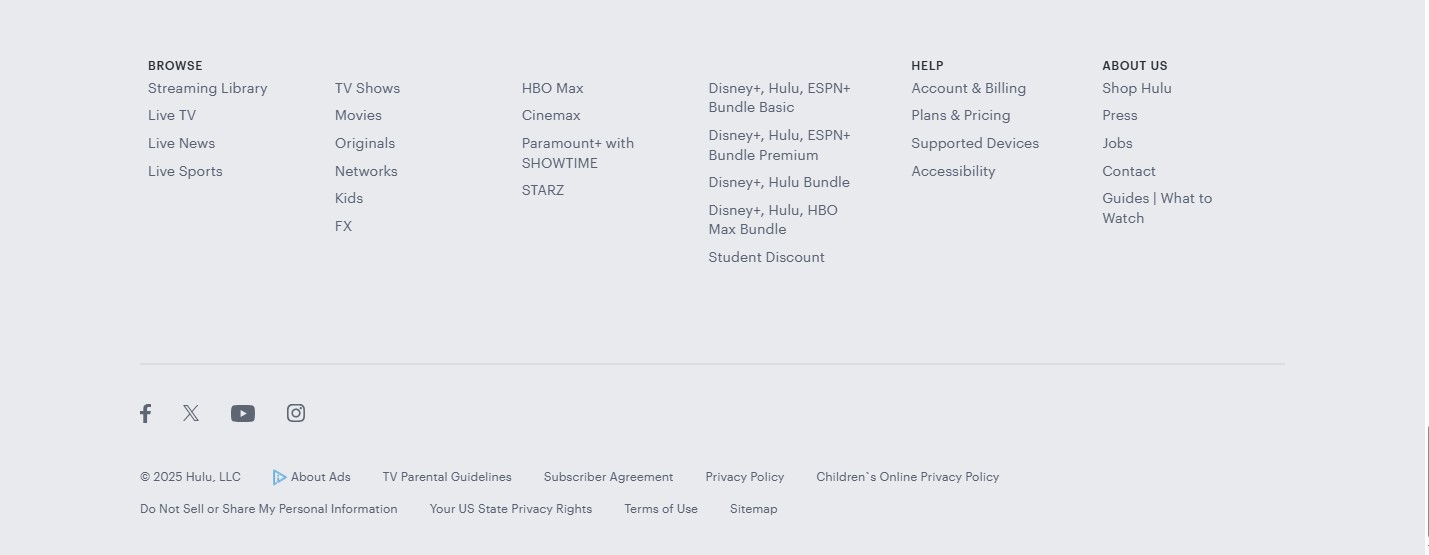 BROWSE
Streaming Library
Live TV
Live News
Live Sports
TV Shows
Movies
Originals
Networks
Kids
FX
HBO Max
Cinemax
Paramount+ with
SHOWTIME
STARZ
Disney+, Hulu, ESPN+
Bundle Basic
Disney+, Hulu, ESPN+
Bundle Premium
Disney+, Hulu Bundle
Disney+, Hulu, HBO
Max Bundle
Student Discount
HELP
Account & Billing
Plans & Pricing
Supported Devices
Accessibility
ABOUT US
Shop Hulu
Press
Jobs
Contact
Guides | What to
Watch
© 2025 Hulu, LLC About Ads TV Parental Guidelines Subscriber Agreement Privacy Policy Children`s Online Privacy Policy
Do Not Sell or Share My Personal Information Your US State Privacy Rights Terms of Use Sitemap